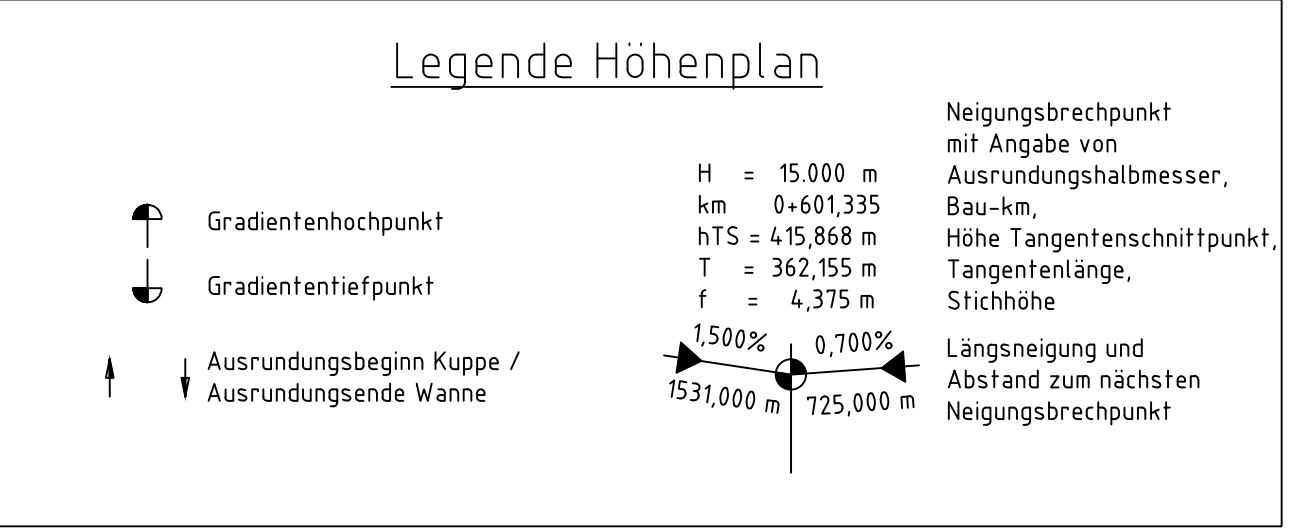 Legende Höhenplan
Gradientenhochpunkt
Gradiententiefpunkt
Ausrundungsbeginn Kuppe /
Ausrundungsende Wanne
H = 15.000 m
km 0+601,335
hTS = 415,868 m
T = 362,155 m
f = 4,375 m
1,500% 0,700%
1531,000 m 725,000 m
Neigungsbrechpunkt
mit Angabe von
Ausrundungshalbmesser,
Bau-km,
Höhe Tangentenschnittpunkt,
Tangentenlänge,
Stichhöhe
Längsneigung und
Abstand zum nächsten
Neigungsbrechpunkt